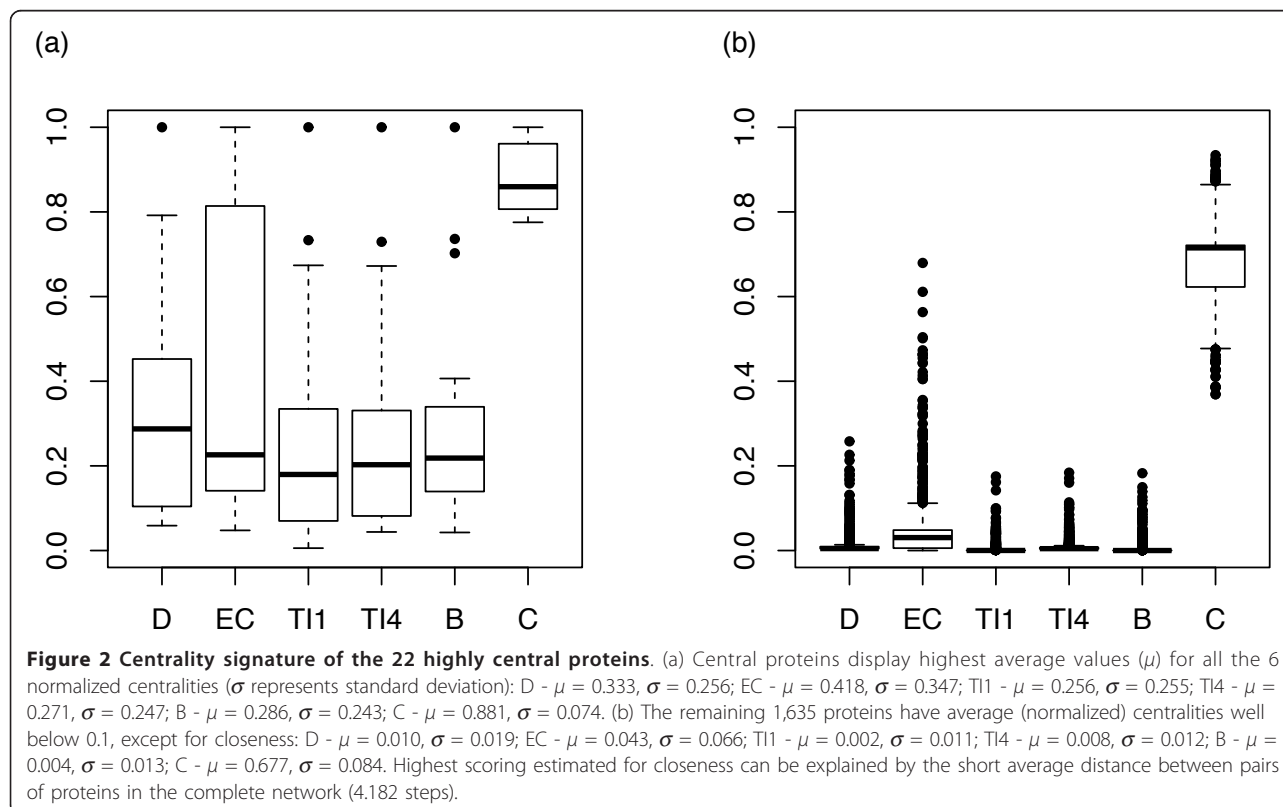 (a)
(b)
1.0
0.8
0.6
0.4
0.2
0.0
D EC TI1 TI4 B C
1.0
0.8
0.6
0.4
0.2
0.0
D EC TI1 TI4 B C
Figure 2 Centrality signature of the 22 highly central proteins. (a) Central proteins display highest average values (μ) for all the 6
normalized centralities (σ represents standard deviation): D - μ = 0.333, σ = 0.256; EC - μ = 0.418, σ = 0.347; TI1 - μ = 0.256, σ = 0.255; TI4 - μ =
0.271, σ = 0.247; B - μ = 0.286, σ = 0.243; C - μ = 0.881, σ = 0.074. (b) The remaining 1,635 proteins have average (normalized) centralities well
below 0.1, except for closeness: D - μ = 0.010, σ = 0.019; EC - μ = 0.043, σ = 0.066; TI1 - μ = 0.002, σ = 0.011; TI4 - μ = 0.008, σ = 0.012; B - μ =
0.004, σ = 0.013; C - μ = 0.677, σ = 0.084. Highest scoring estimated for closeness can be explained by the short average distance between pairs
of proteins in the complete network (4.182 steps).